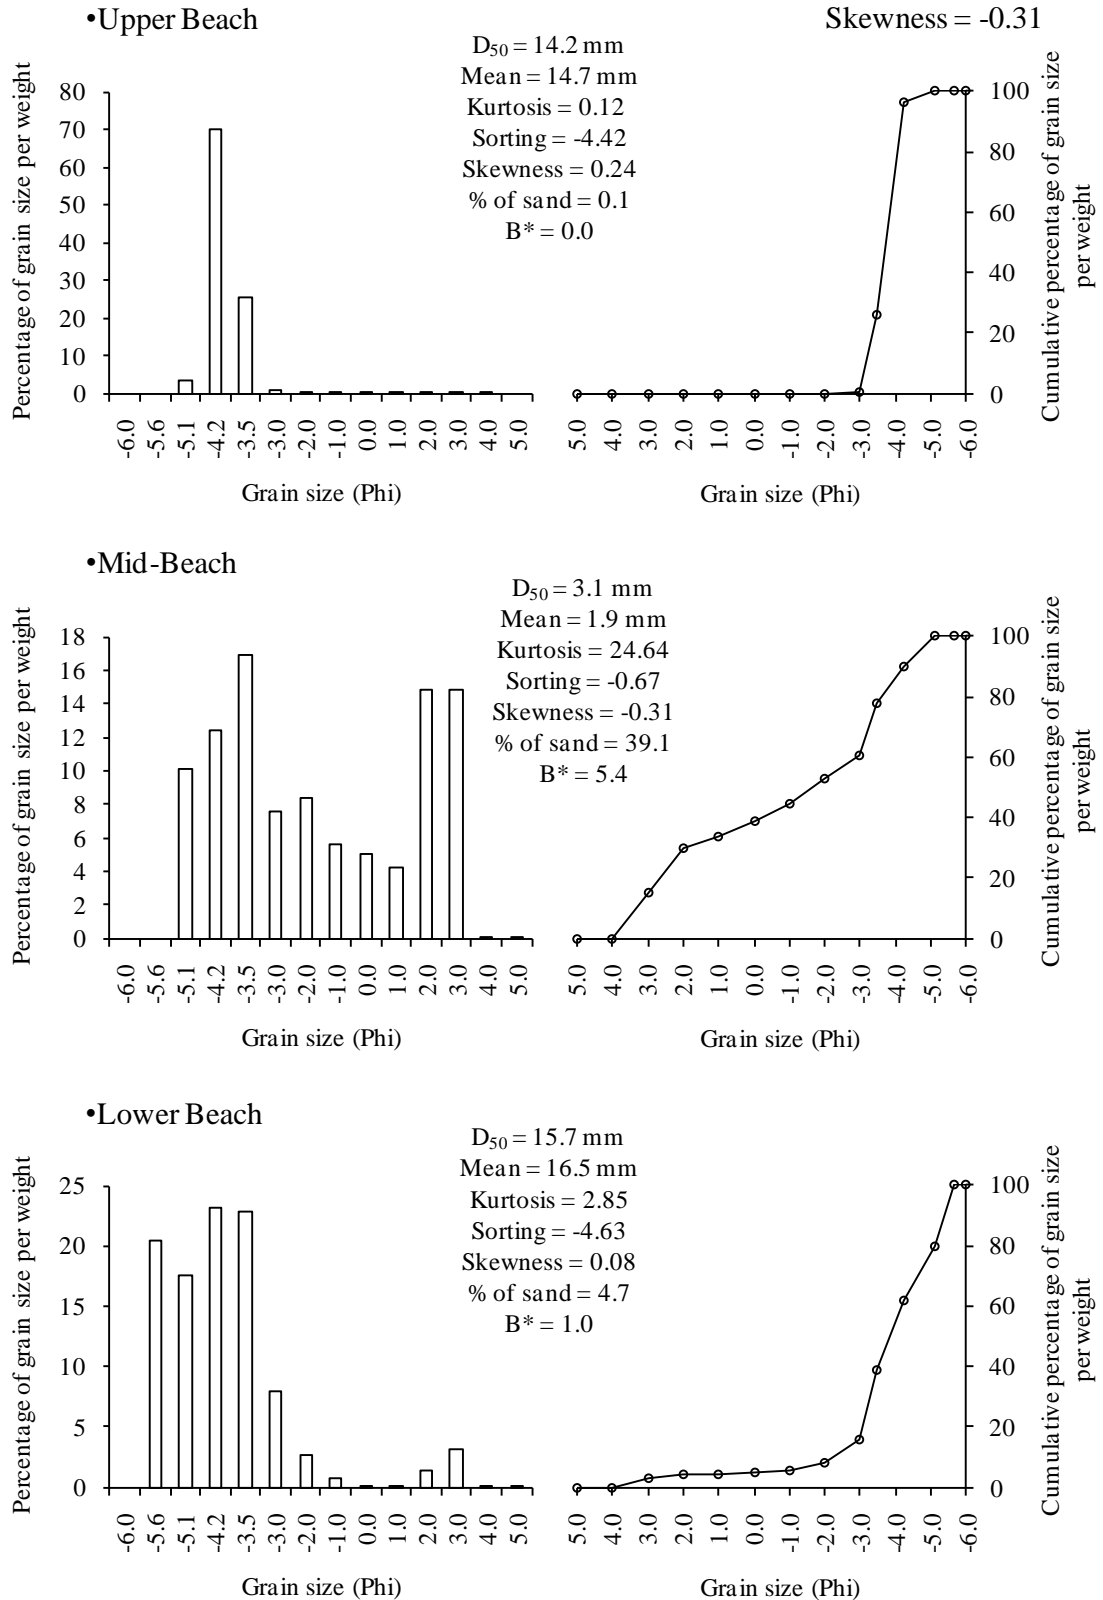 •Upper Beach
Skewness = -0.31
D₅₀ = 14.2 mm
Mean = 14.7 mm
Kurtosis = 0.12
Sorting = -4.42
Skewness = 0.24
% of sand = 0.1
B* = 0.0
Percentage of grain size per weight
80
70
60
50
40
30
20
10
0
-6.0 -5.6 -5.1 -4.2 -3.5 -3.0 -2.0 -1.0 0.0 1.0 2.0 3.0 4.0 5.0
Grain size (Phi)
100
80
60
40
20
0
Cumulative percentage of grain size
per weight
5.0 4.0 3.0 2.0 1.0 0.0 -1.0 -2.0 -3.0 -4.0 -5.0 -6.0
Grain size (Phi)
•Mid-Beach
D₅₀ = 3.1 mm
Mean = 1.9 mm
Kurtosis = 24.64
Sorting = -0.67
Skewness = -0.31
% of sand = 39.1
B* = 5.4
Percentage of grain size per weight
18
16
14
12
10
8
6
4
2
0
-6.0 -5.6 -5.1 -4.2 -3.5 -3.0 -2.0 -1.0 0.0 1.0 2.0 3.0 4.0 5.0
Grain size (Phi)
100
80
60
40
20
0
Cumulative percentage of grain size
per weight
5.0 4.0 3.0 2.0 1.0 0.0 -1.0 -2.0 -3.0 -4.0 -5.0 -6.0
Grain size (Phi)
•Lower Beach
D₅₀ = 15.7 mm
Mean = 16.5 mm
Kurtosis = 2.85
Sorting = -4.63
Skewness = 0.08
% of sand = 4.7
B* = 1.0
Percentage of grain size per weight
25
20
15
10
5
0
-6.0 -5.6 -5.1 -4.2 -3.5 -3.0 -2.0 -1.0 0.0 1.0 2.0 3.0 4.0 5.0
Grain size (Phi)
100
80
60
40
20
0
Cumulative percentage of grain size
per weight
5.0 4.0 3.0 2.0 1.0 0.0 -1.0 -2.0 -3.0 -4.0 -5.0 -6.0
Grain size (Phi)